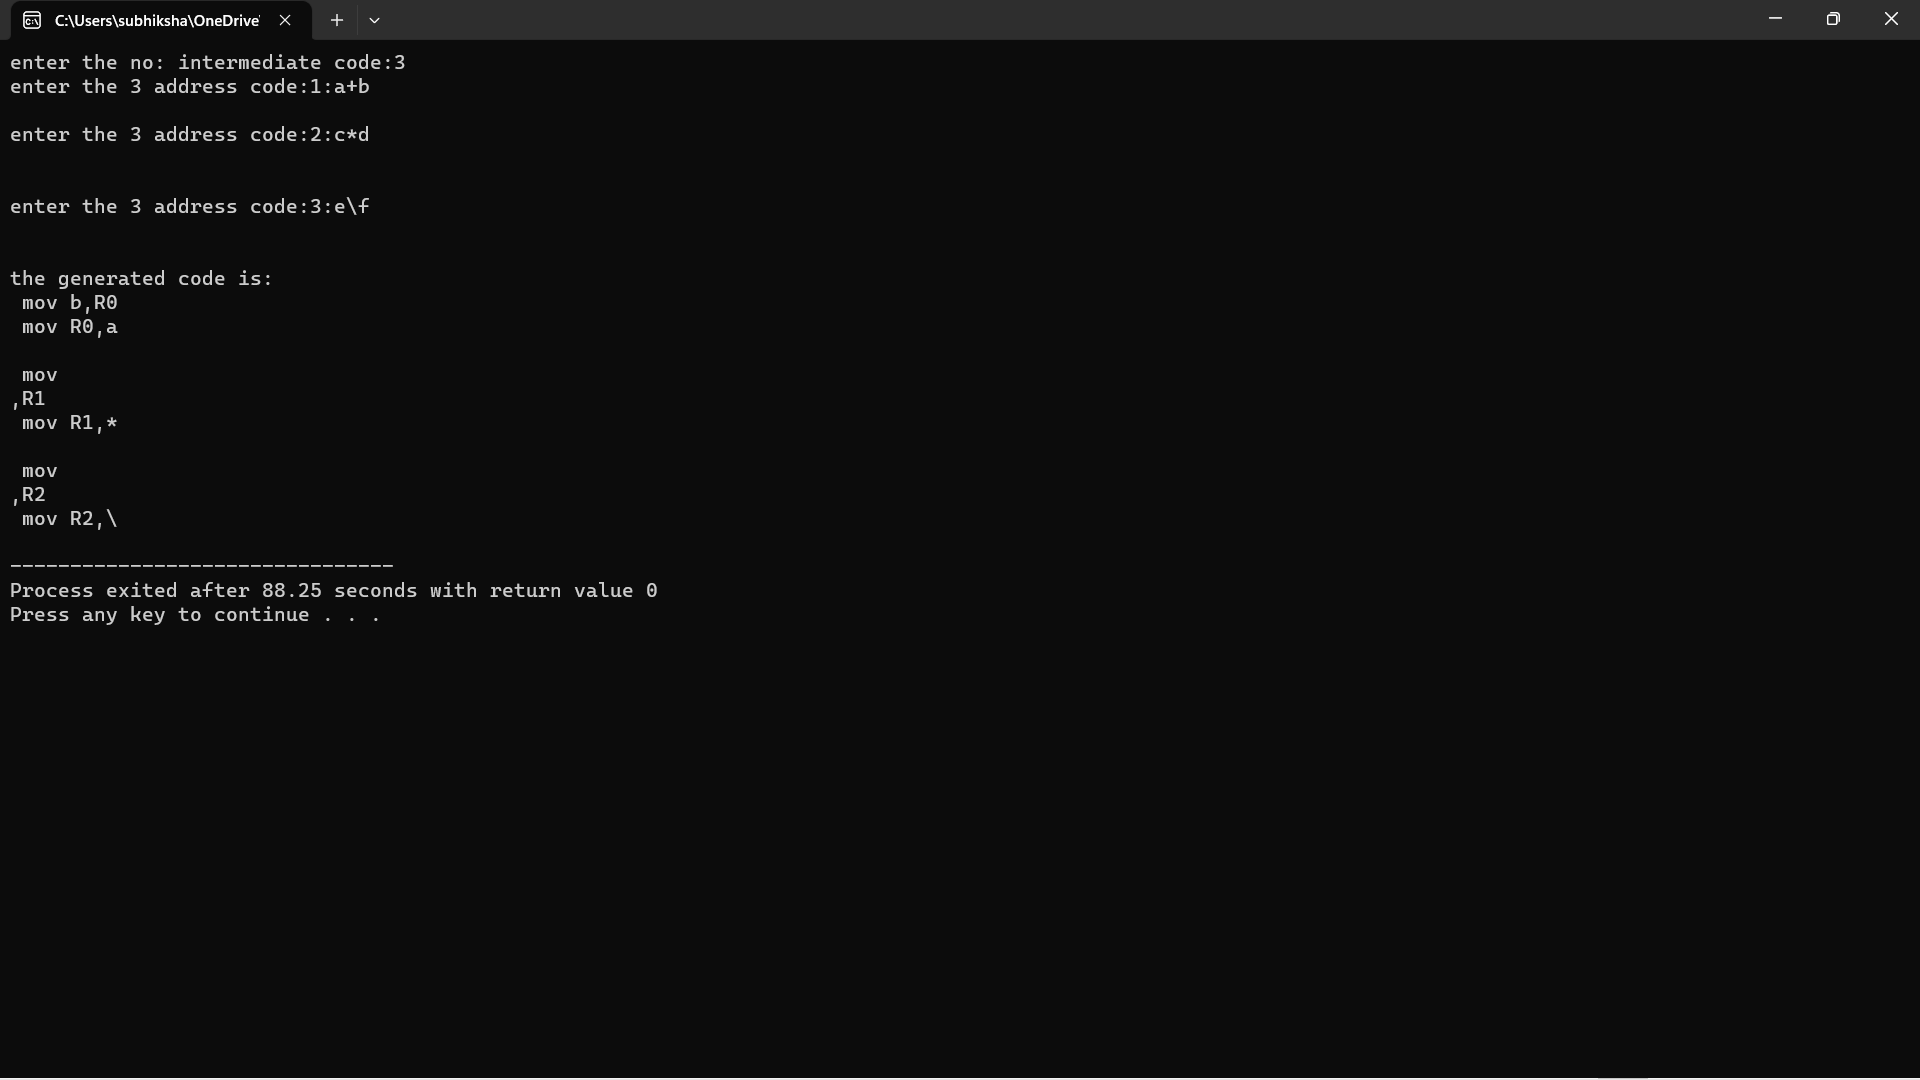 C:\Users\subhiksha\OneDrive'
enter the no: intermediate code:3
enter the 3 address code:1:a+b
enter the 3 address code:2:c*d
enter the 3 address code:3:e\f
the generated code is:
mov b,R0
mov R0,a
mov
,R1
mov R1,*
mov
,R2
mov R2,\
--------------------------------
Process exited after 88.25 seconds with return value 0
Press any key to continue . . .